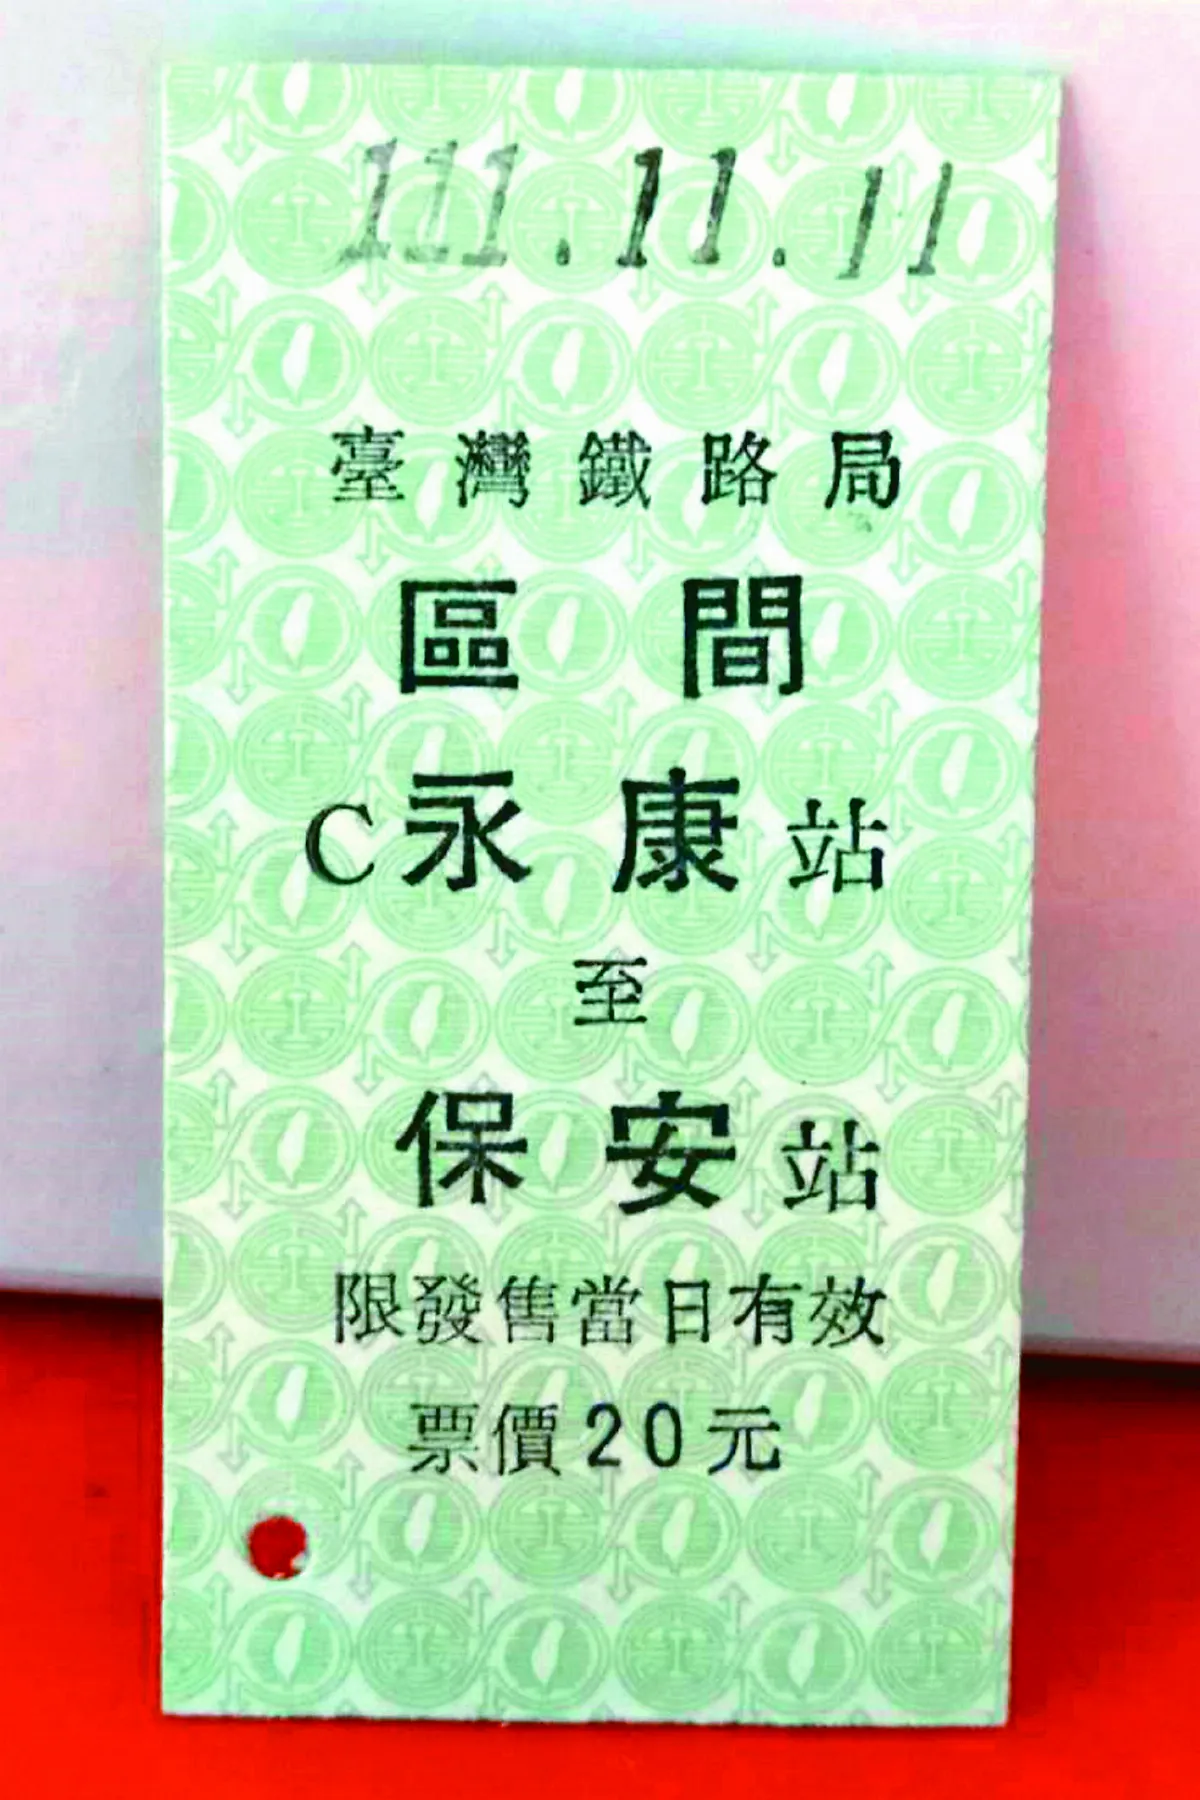 111.11.11
臺灣鐵路局
區間
C永康站
至
保安站
限發售當日有效
票價20元